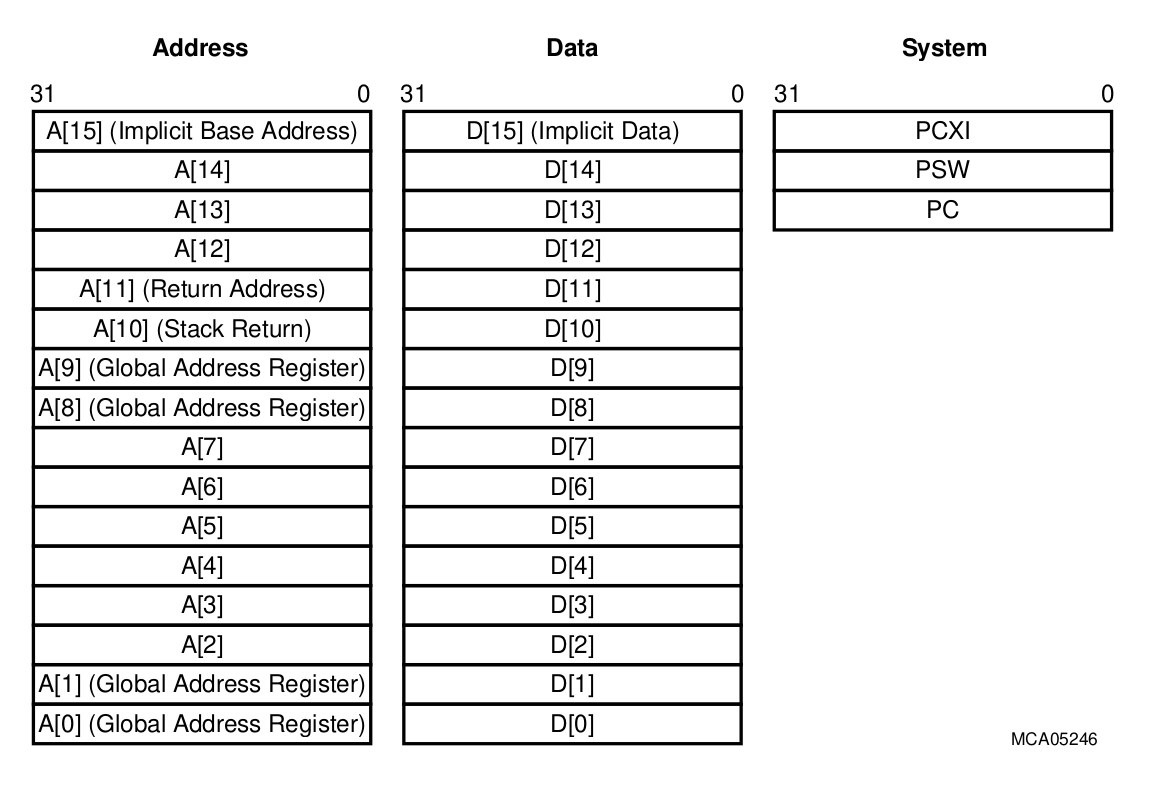 Address Data System
31 0 31 0 31 0
A[15] (Implicit Base Address) D[15] (Implicit Data) PCXI
A[14] D[14] PSW
A[13] D[13] PC
A[12] D[12]
A[11] (Return Address) D[11]
A[10] (Stack Return) D[10]
A[9] (Global Address Register) D[9]
A[8] (Global Address Register) D[8]
A[7] D[7]
A[6] D[6]
A[5] D[5]
A[4] D[4]
A[3] D[3]
A[2] D[2]
A[1] (Global Address Register) D[1]
A[0] (Global Address Register) D[0]
MCA05246